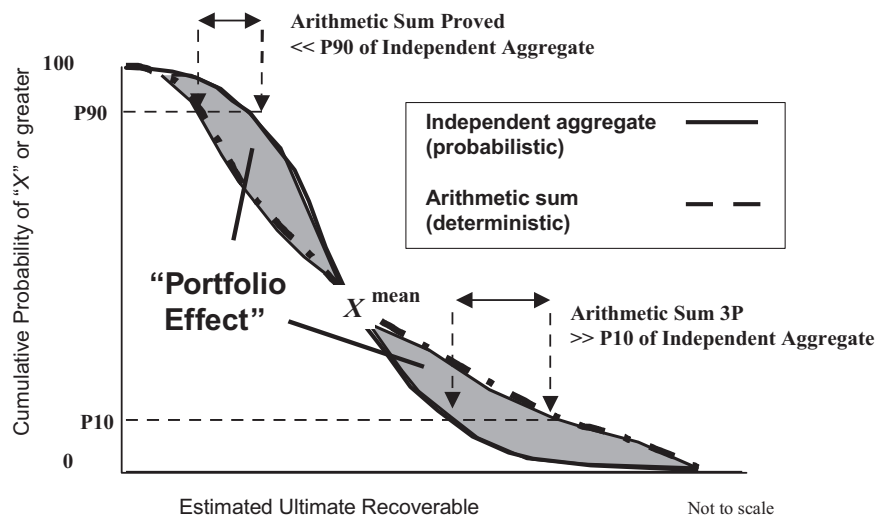 Arithmetic Sum Proved
<< P90 of Independent Aggregate
100
P90
Independent aggregate
(probabilistic)
Arithmetic sum
(deterministic)
Cumulative Probability of “X” or greater
“Portfolio
Effect”
X mean
Arithmetic Sum 3P
>> P10 of Independent Aggregate
P10
0
Estimated Ultimate Recoverable
Not to scale